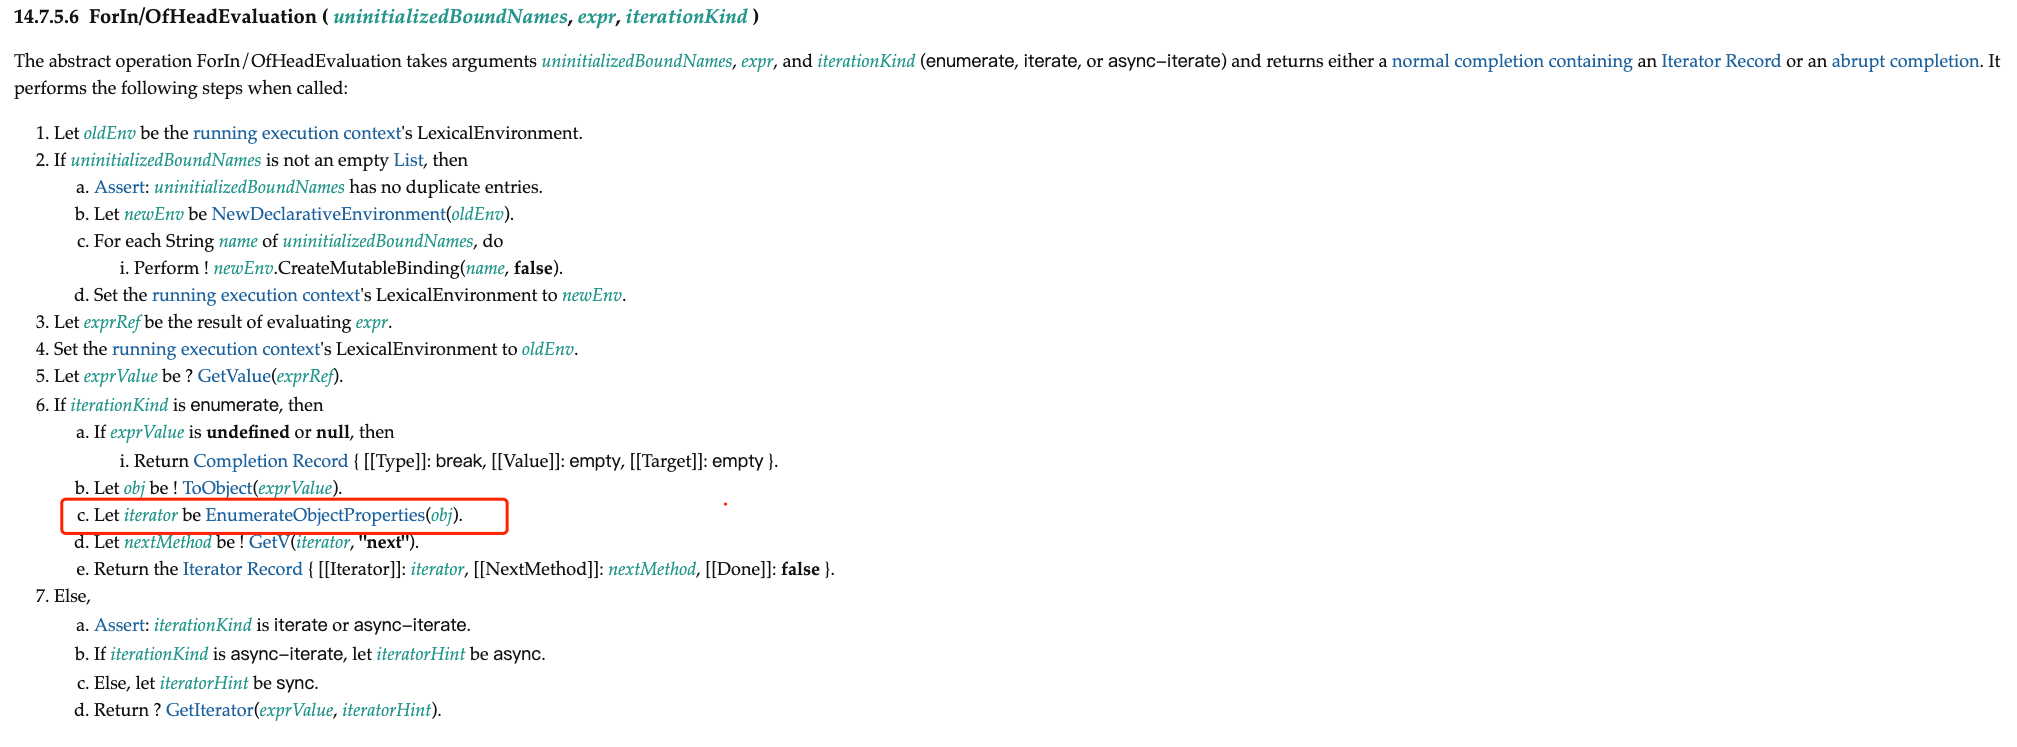 14.7.5.6 ForIn/OfHeadEvaluation ( uninitializedBoundNames, expr, iterationKind )
The abstract operation ForIn/OfHeadEvaluation takes arguments uninitializedBoundNames, expr, and iterationKind (enumerate, iterate, or async-iterate) and returns either a normal completion containing an Iterator Record or an abrupt completion. It
performs the following steps when called:
1. Let oldEnv be the running execution context's LexicalEnvironment.
2. If uninitializedBoundNames is not an empty List, then
a. Assert: uninitializedBoundNames has no duplicate entries.
b. Let newEnv be NewDeclarativeEnvironment(oldEnv).
c. For each String name of uninitializedBoundNames, do
i. Perform ! newEnv.CreateMutableBinding(name, false).
d. Set the running execution context's LexicalEnvironment to newEnv.
3. Let exprRef be the result of evaluating expr.
4. Set the running execution context's LexicalEnvironment to oldEnv.
5. Let exprValue be ? GetValue(exprRef).
6. If iterationKind is enumerate, then
a. If exprValue is undefined or null, then
i. Return Completion Record { [[Type]]: break, [[Value]]: empty, [[Target]]: empty }.
b. Let obj be ! ToObject(exprValue).
c. Let iterator be EnumerateObjectProperties(obj).
d. Let nextMethod be ! GetV(iterator, "next").
e. Return the Iterator Record { [[Iterator]]: iterator, [[NextMethod]]: nextMethod, [[Done]]: false }.
7. Else,
a. Assert: iterationKind is iterate or async-iterate.
b. If iterationKind is async-iterate, let iteratorHint be async.
c. Else, let iteratorHint be sync.
d. Return ? GetIterator(exprValue, iteratorHint).